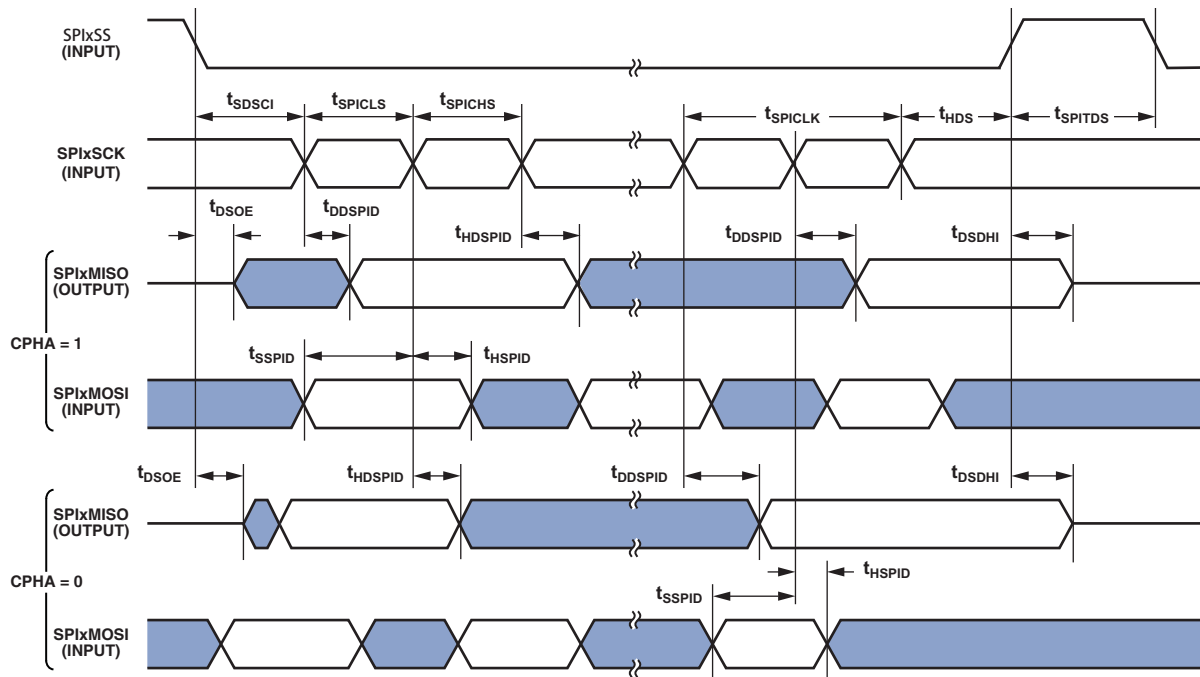 SPIxSS
(INPUT)
tSDSCI tSPICLS tSPICHS tSPICLK tHDS tSPITDS
SPIxSCK
(INPUT)
tDSOE tDDSPID tHDSPID tDDSPID tDSDHI
SPIxMISO
(OUTPUT)
CPHA = 1
tSSPID tHSPID
SPIxMOSI
(INPUT)
tDSOE tHDSPID tDDSPID tDSDHI
SPIxMISO
(OUTPUT)
CPHA = 0
tHSPID
tSSPID
SPIxMOSI
(INPUT)